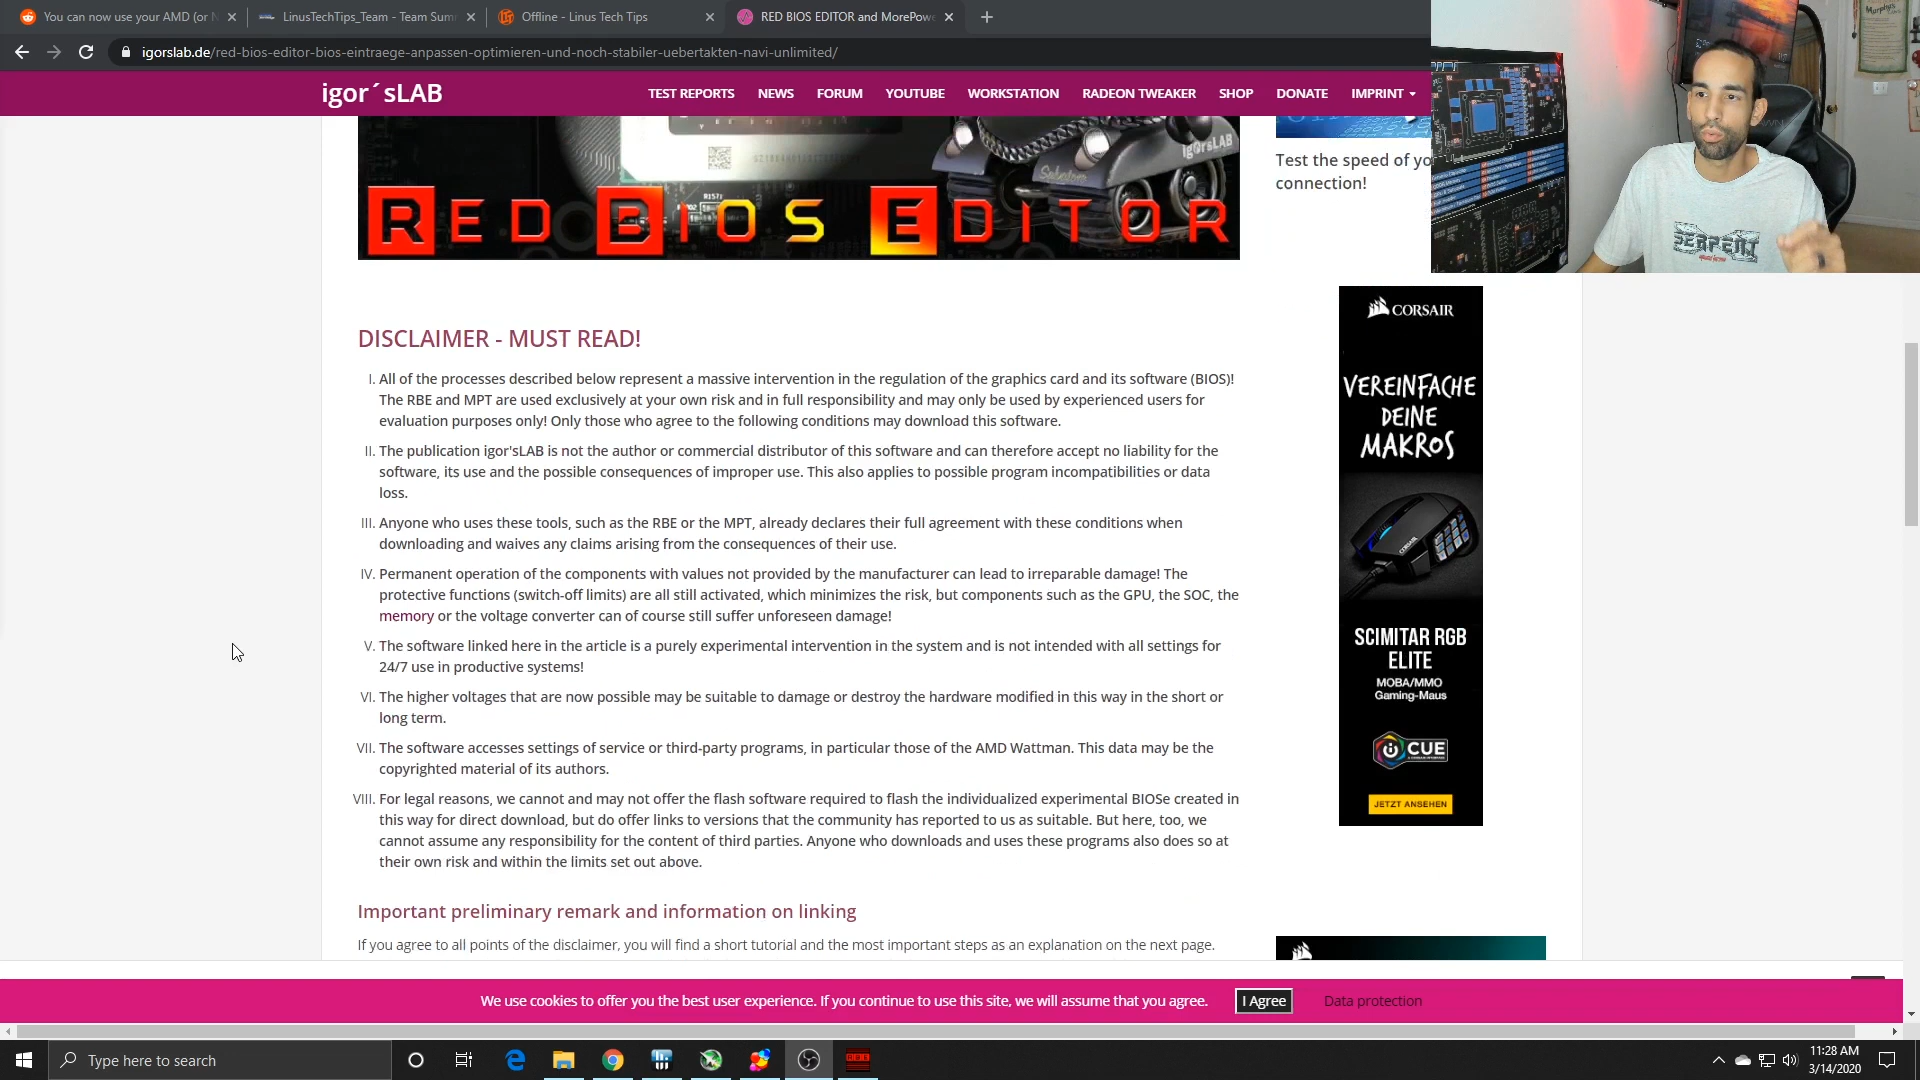 You can now use your AMD (or N
LinusTechTips_Team - Team Sum
Offline - Linus Tech Tips
RED BIOS EDITOR and MorePowe
igorslab.de/red-bios-editor-bios-eintraege-anpassen-optimieren-und-noch-stabiler-uebertakten-navi-unlimited/
igor´sLAB
TEST REPORTS NEWS FORUM YOUTUBE WORKSTATION RADEON TWEAKER SHOP DONATE IMPRINT
igorsLAB
R157
RED BIOS EDITOR
Test the speed of yo
connection!
SERPENT
DISCLAIMER - MUST READ!
I. All of the processes described below represent a massive intervention in the regulation of the graphics card and its software (BIOS)!
The RBE and MPT are used exclusively at your own risk and in full responsibility and may only be used by experienced users for
evaluation purposes only! Only those who agree to the following conditions may download this software.
II. The publication igor'sLAB is not the author or commercial distributor of this software and can therefore accept no liability for the
software, its use and the possible consequences of improper use. This also applies to possible program incompatibilities or data
loss.
III. Anyone who uses these tools, such as the RBE or the MPT, already declares their full agreement with these conditions when
downloading and waives any claims arising from the consequences of their use.
IV. Permanent operation of the components with values not provided by the manufacturer can lead to irreparable damage! The
protective functions (switch-off limits) are all still activated, which minimizes the risk, but components such as the GPU, the SOC, the
memory or the voltage converter can of course still suffer unforeseen damage!
V. The software linked here in the article is a purely experimental intervention in the system and is not intended with all settings for
24/7 use in productive systems!
VI. The higher voltages that are now possible may be suitable to damage or destroy the hardware modified in this way in the short or
long term.
VII. The software accesses settings of service or third-party programs, in particular those of the AMD Wattman. This data may be the
copyrighted material of its authors.
VIII. For legal reasons, we cannot and may not offer the flash software required to flash the individualized experimental BIOSe created in
this way for direct download, but do offer links to versions that the community has reported to us as suitable. But here, too, we
cannot assume any responsibility for the content of third parties. Anyone who downloads and uses these programs also does so at
their own risk and within the limits set out above.
Important preliminary remark and information on linking
If you agree to all points of the disclaimer, you will find a short tutorial and the most important steps as an explanation on the next page.
CORSAIR
VEREINFACHE
DEINE
MAKROS
SCIMITAR RGB
ELITE
MOBA/MMO
Gaming-Maus
iCUE
JETZT ANSEHEN
We use cookies to offer you the best user experience. If you continue to use this site, we will assume that you agree. I Agree Data protection
Type here to search
RBE
11:28 AM
3/14/2020